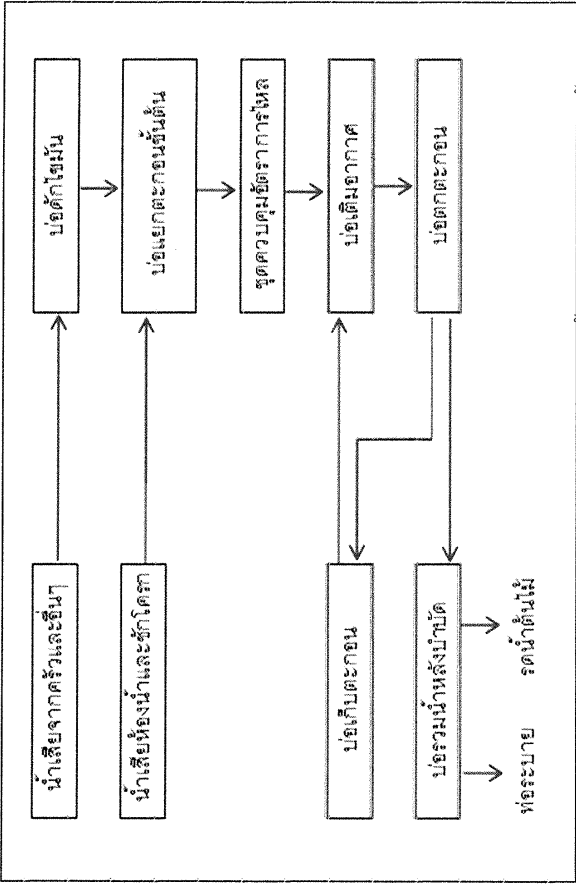 น้ำเสียจากครัวและอื่นๆ
บ่อดักไขมัน
น้ำเสียห้องน้ำและชักโครก
บ่อแยกตะกอนขั้นต้น
ชุดควบคุมอัตราการไหล
บ่อเก็บตะกอน
บ่อเติมอากาศ
บ่อรวมน้ำหลังบำบัด
บ่อตกตะกอน
ท่อระบาย
รดน้ำต้นไม้